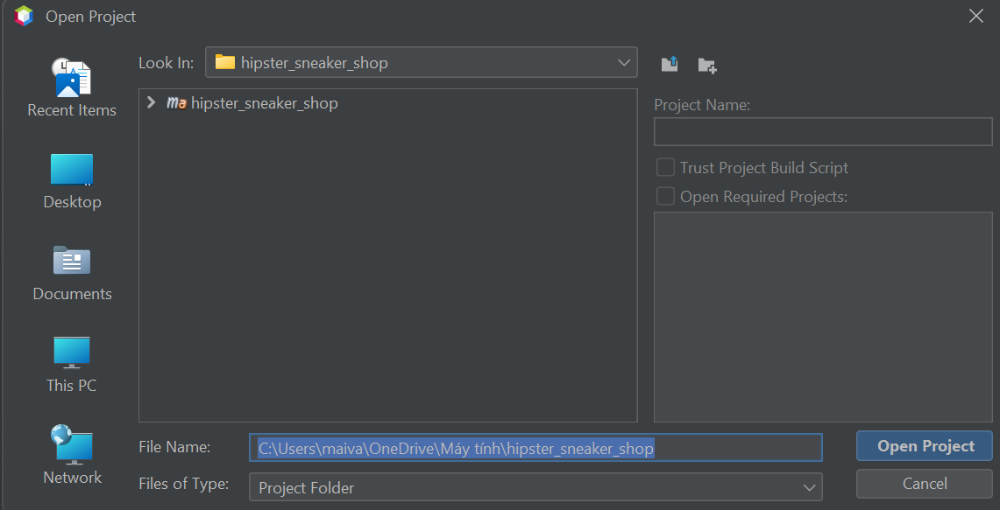 Open Project
Look In:
hipster_sneaker_shop
Recent Items
Desktop
Documents
This PC
Network
ma hipster_sneaker_shop
Project Name:
Trust Project Build Script
Open Required Projects:
File Name:
C:\Users\maiva\OneDrive\Máy tính\hipster_sneaker_shop
Open Project
Files of Type:
Project Folder
Cancel